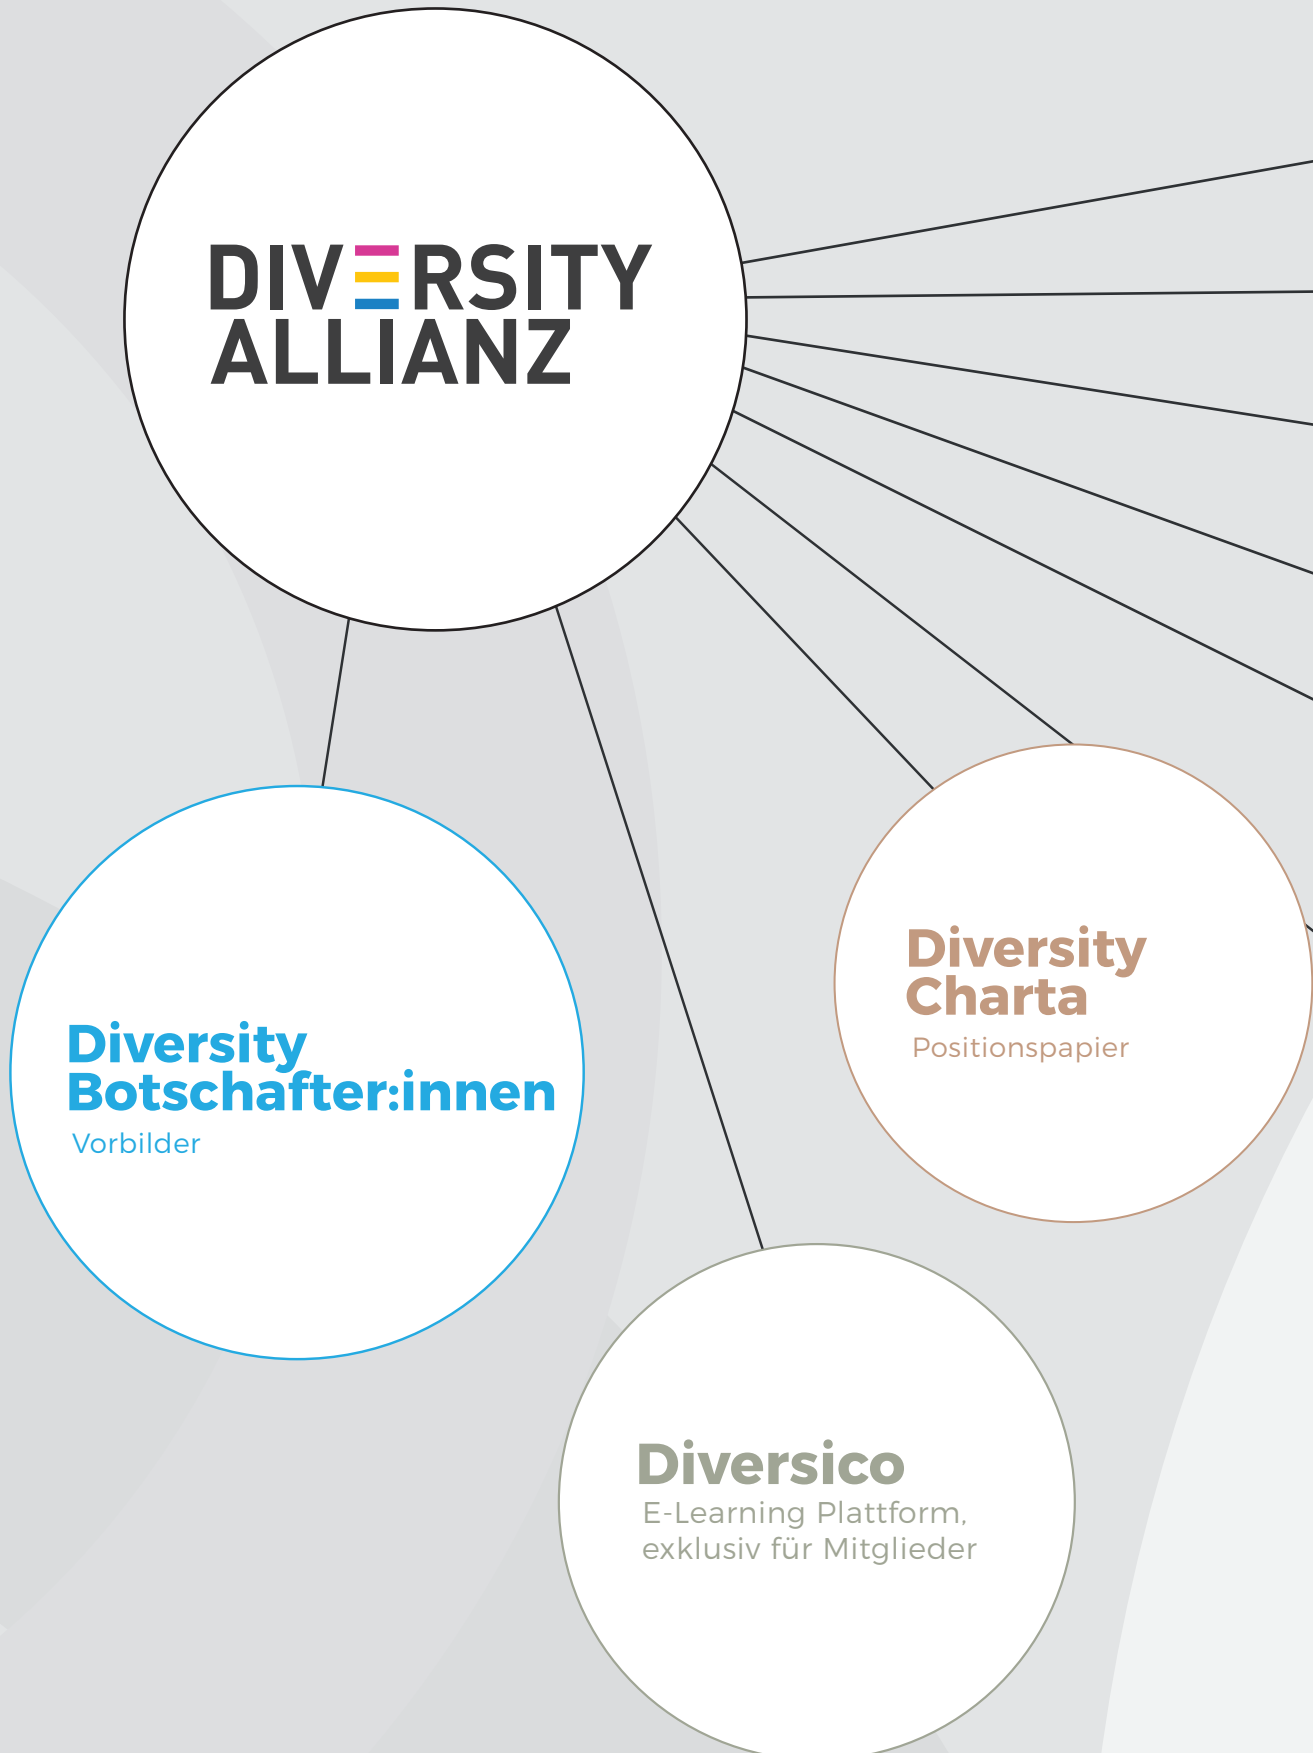 DIVERSITY
ALLIANZ
Diversity
Botschafter:innen
Vorbilder
Diversity
Charta
Positionspapier
Diversico
E-Learning Plattform,
exklusiv für Mitglieder